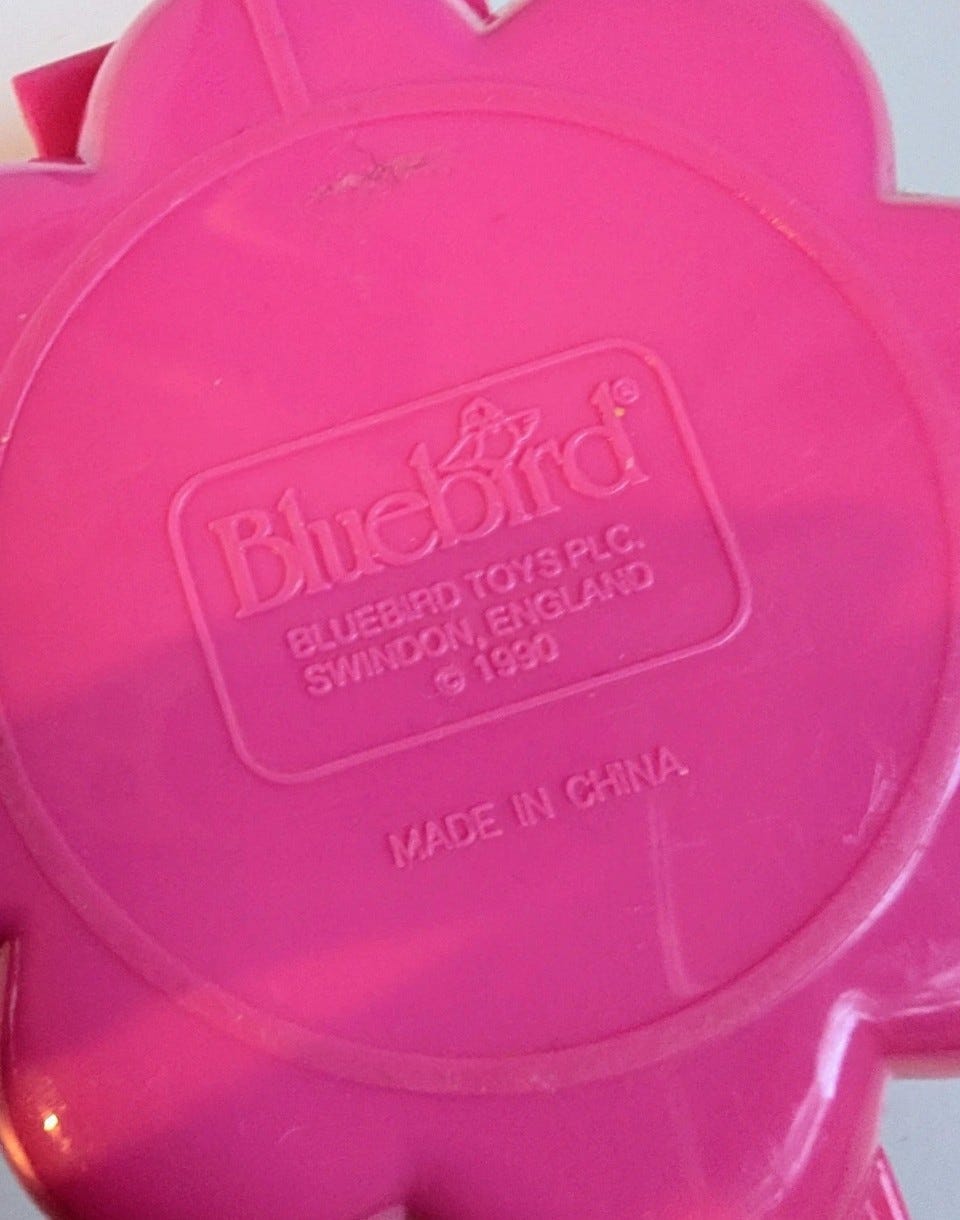 Bluebird®
BLUEBIRD TOYS PLC.
SWINDON, ENGLAND
© 1990
MADE IN CHINA